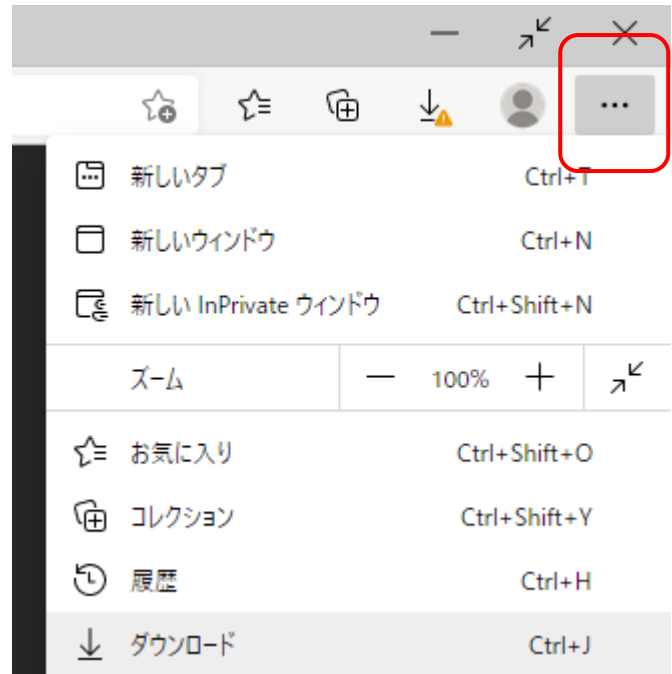 新しいタブ Ctrl+T
新しいウィンドウ Ctrl+N
新しい InPrivate ウィンドウ Ctrl+Shift+N
ズーム 100%
お気に入り Ctrl+Shift+O
コレクション Ctrl+Shift+Y
履歴 Ctrl+H
ダウンロード Ctrl+J